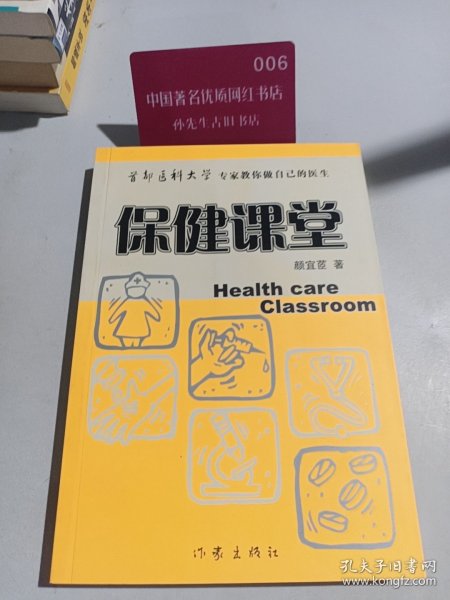 006
中国著名优质网红书店
孙先生古旧书店
首都医科大学 专家教你做自己的医生
保健课堂
颜宜葳 著
Health care
Classroom
作家出版社
孔夫子旧书网
www.kongfz.com